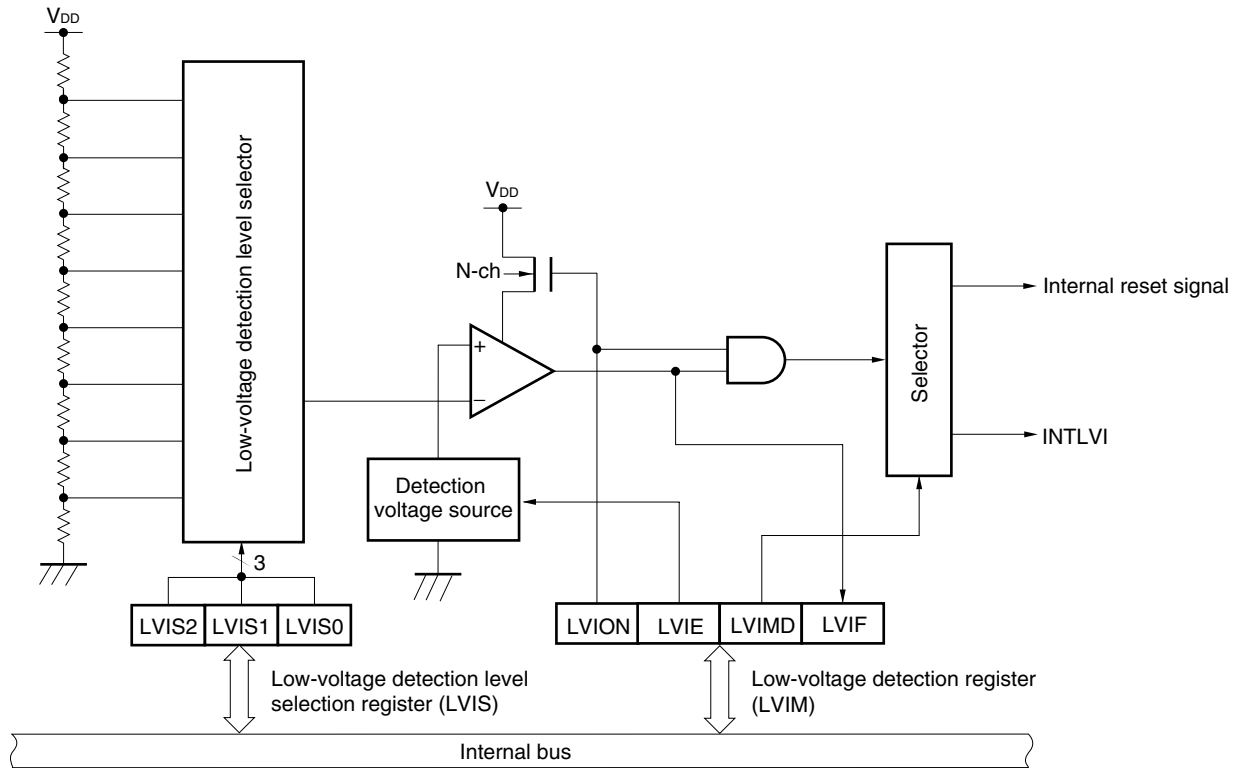 VDD
Low-voltage detection level selector
VDD
N-ch
+
−
Detection
voltage source
Selector
Internal reset signal
INTLVI
3
LVIS2 LVIS1 LVIS0
LVION LVIE LVIMD LVIF
Low-voltage detection level
selection register (LVIS)
Low-voltage detection register
(LVIM)
Internal bus